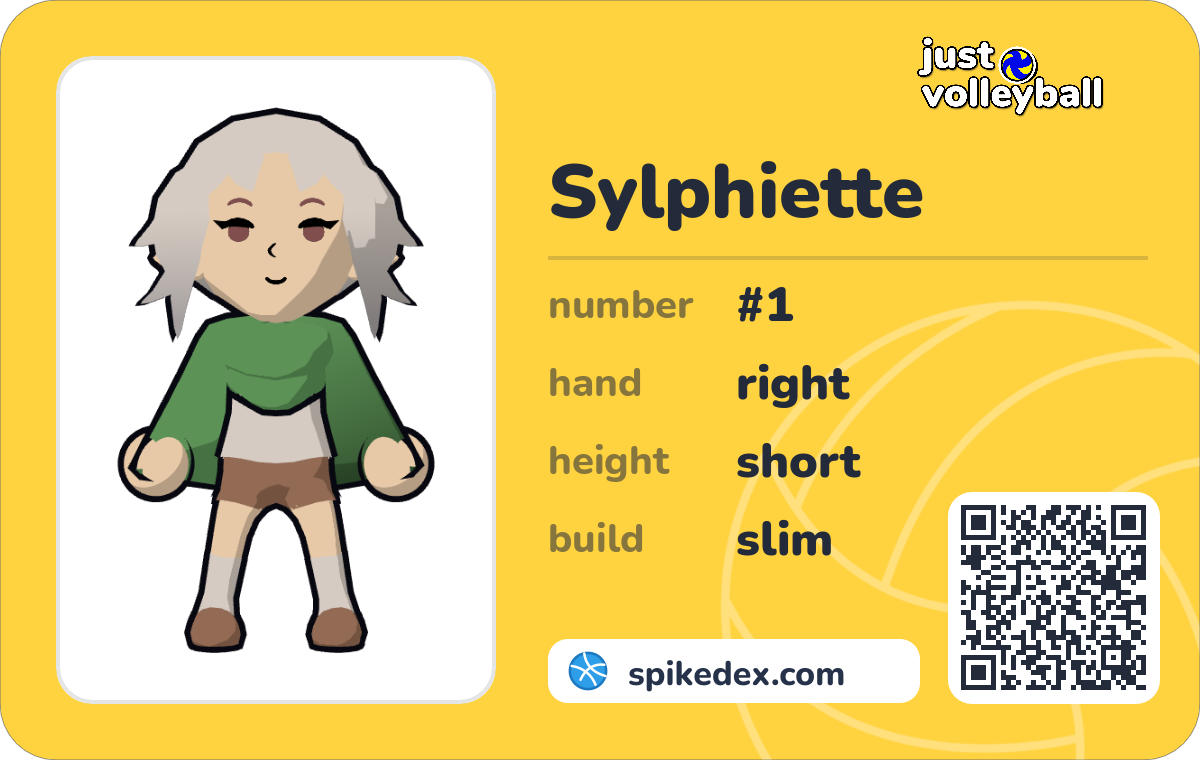 just
volleyball
Sylphiette
number #1
hand right
height short
build slim
spikedex.com